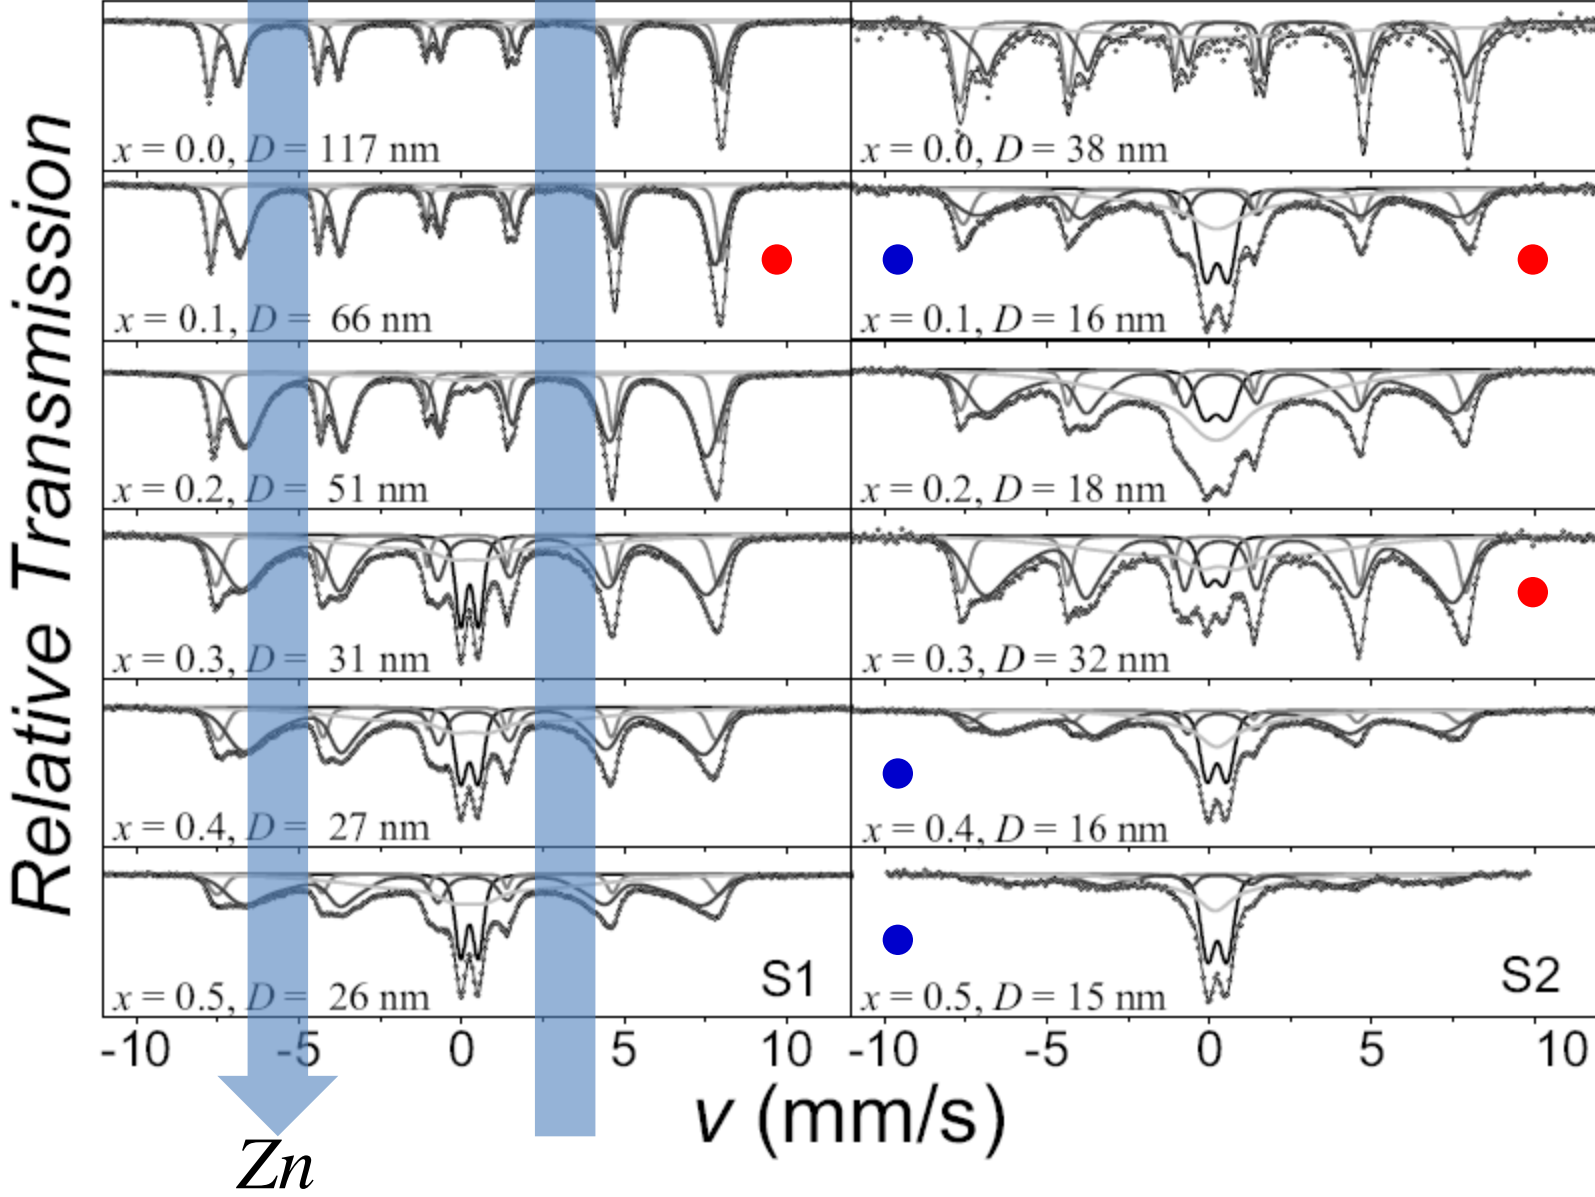 Relative Transmission
x = 0.0, D = 117 nm
x = 0.0, D = 38 nm
x = 0.1, D = 66 nm
x = 0.1, D = 16 nm
x = 0.2, D = 51 nm
x = 0.2, D = 18 nm
x = 0.3, D = 31 nm
x = 0.3, D = 32 nm
x = 0.4, D = 27 nm
x = 0.4, D = 16 nm
x = 0.5, D = 26 nm
S1
x = 0.5, D = 15 nm
S2
-10 -5 0 5 10 -10 -5 0 5 10
v (mm/s)
Zn